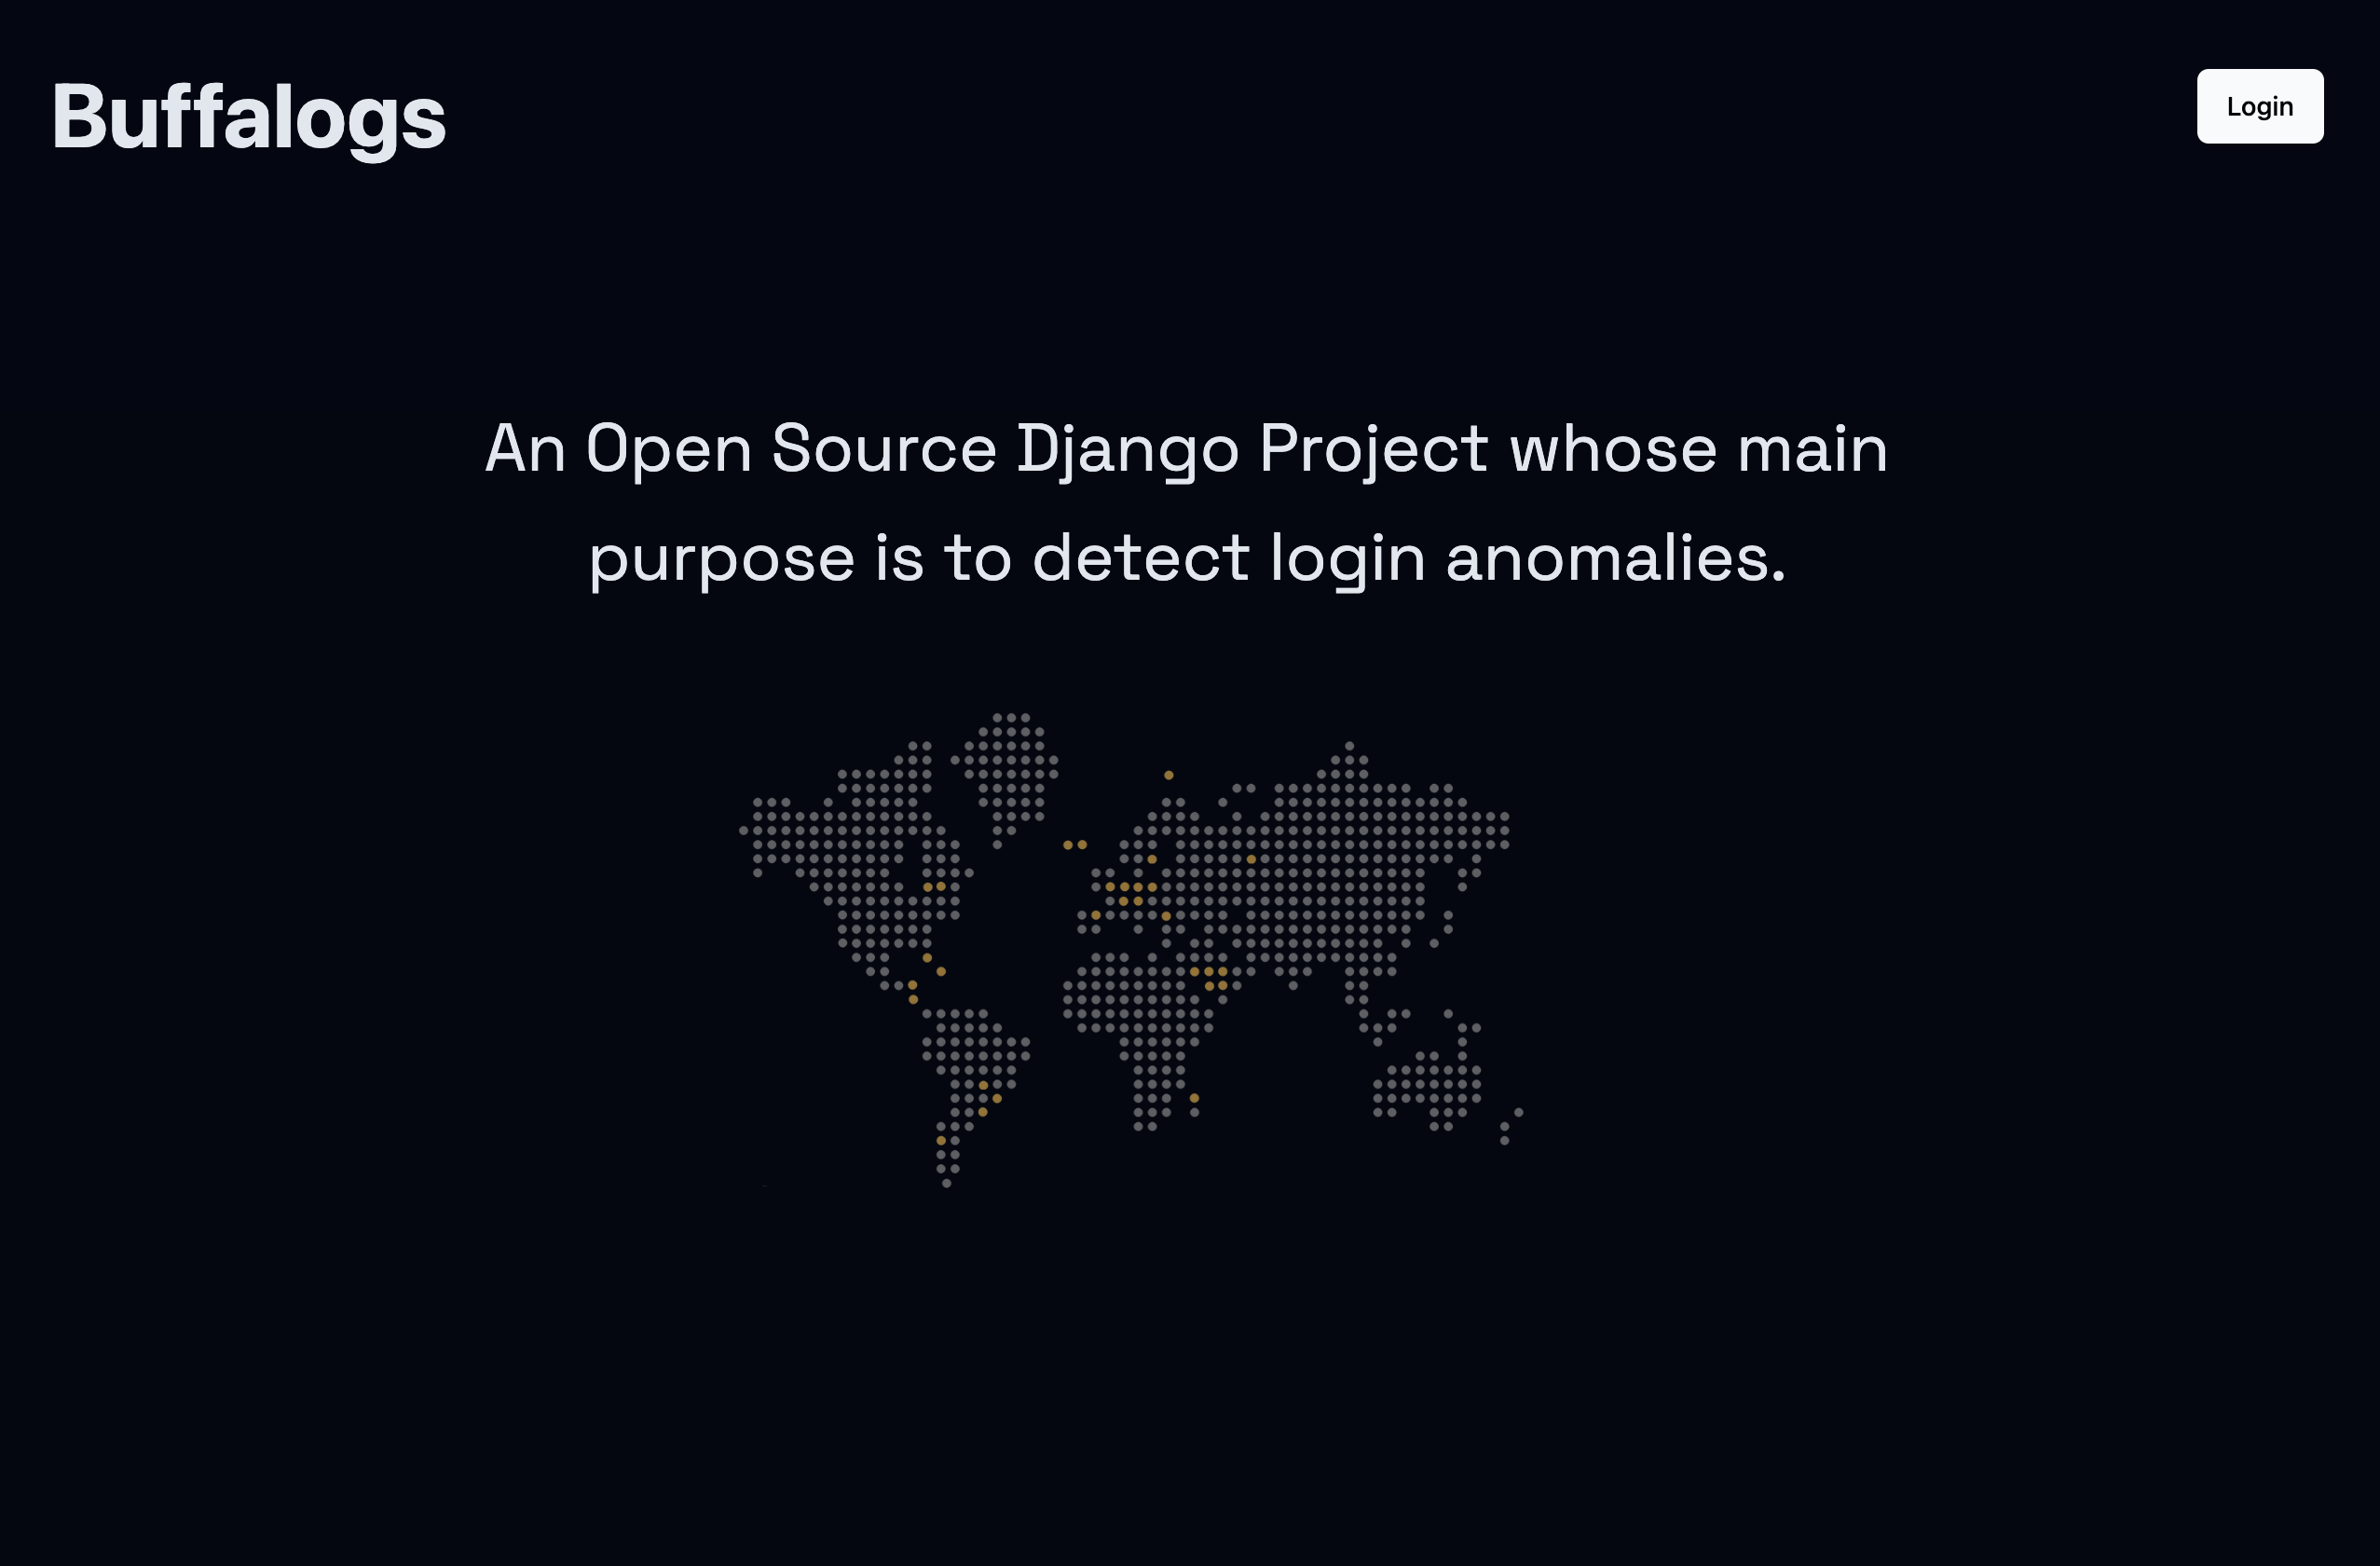 Buffalogs
Login
An Open Source Django Project whose main
purpose is to detect login anomalies.